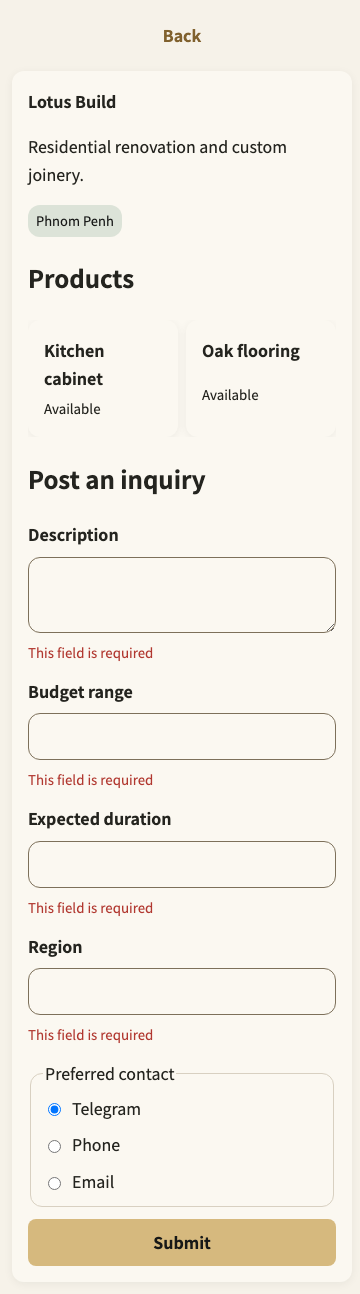 Back
Lotus Build
Residential renovation and custom
joinery.
Phnom Penh
Products
Kitchen
cabinet
Available
Oak flooring
Available
Post an inquiry
Description
This field is required
Budget range
This field is required
Expected duration
This field is required
Region
This field is required
Preferred contact
Telegram
Phone
Email
Submit